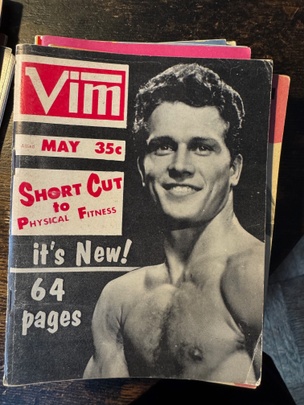 Vim
MAY 35c
SHORT CUT
to
PHYSICAL FITNESS
it's New!
64
pages